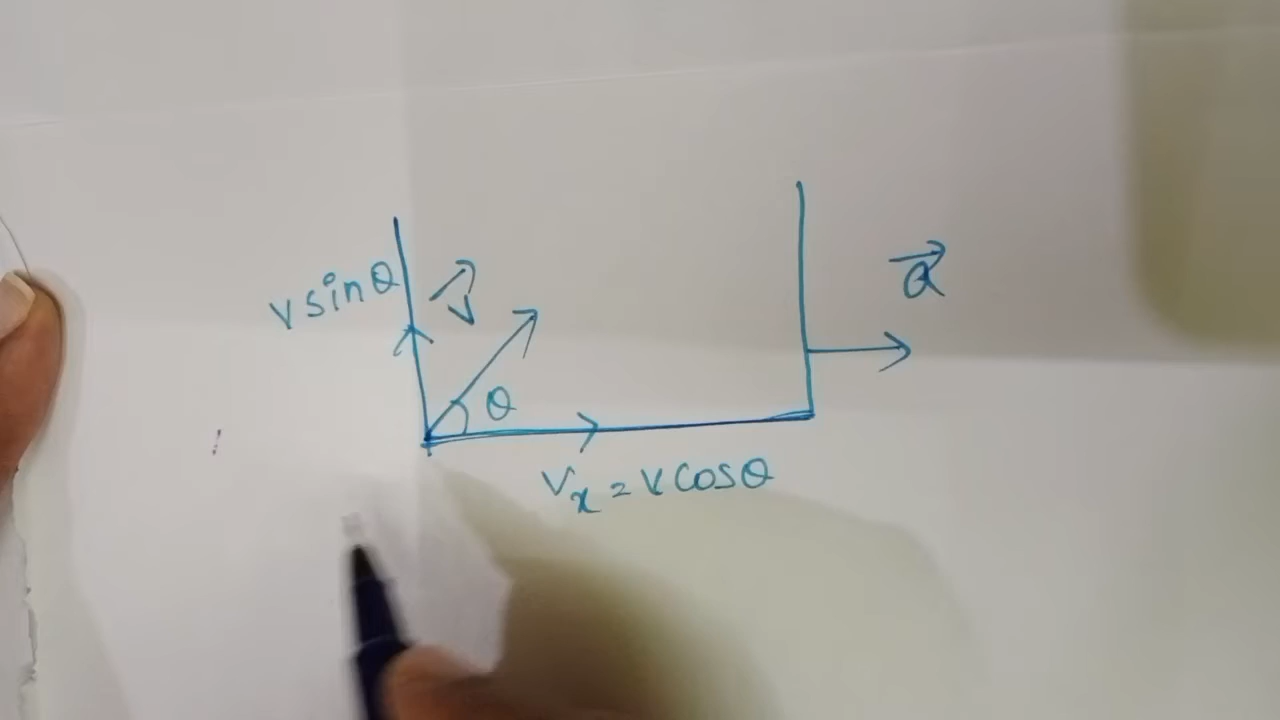 v sinθ
v⃗
θ
a⃗
Vx = v cosθ